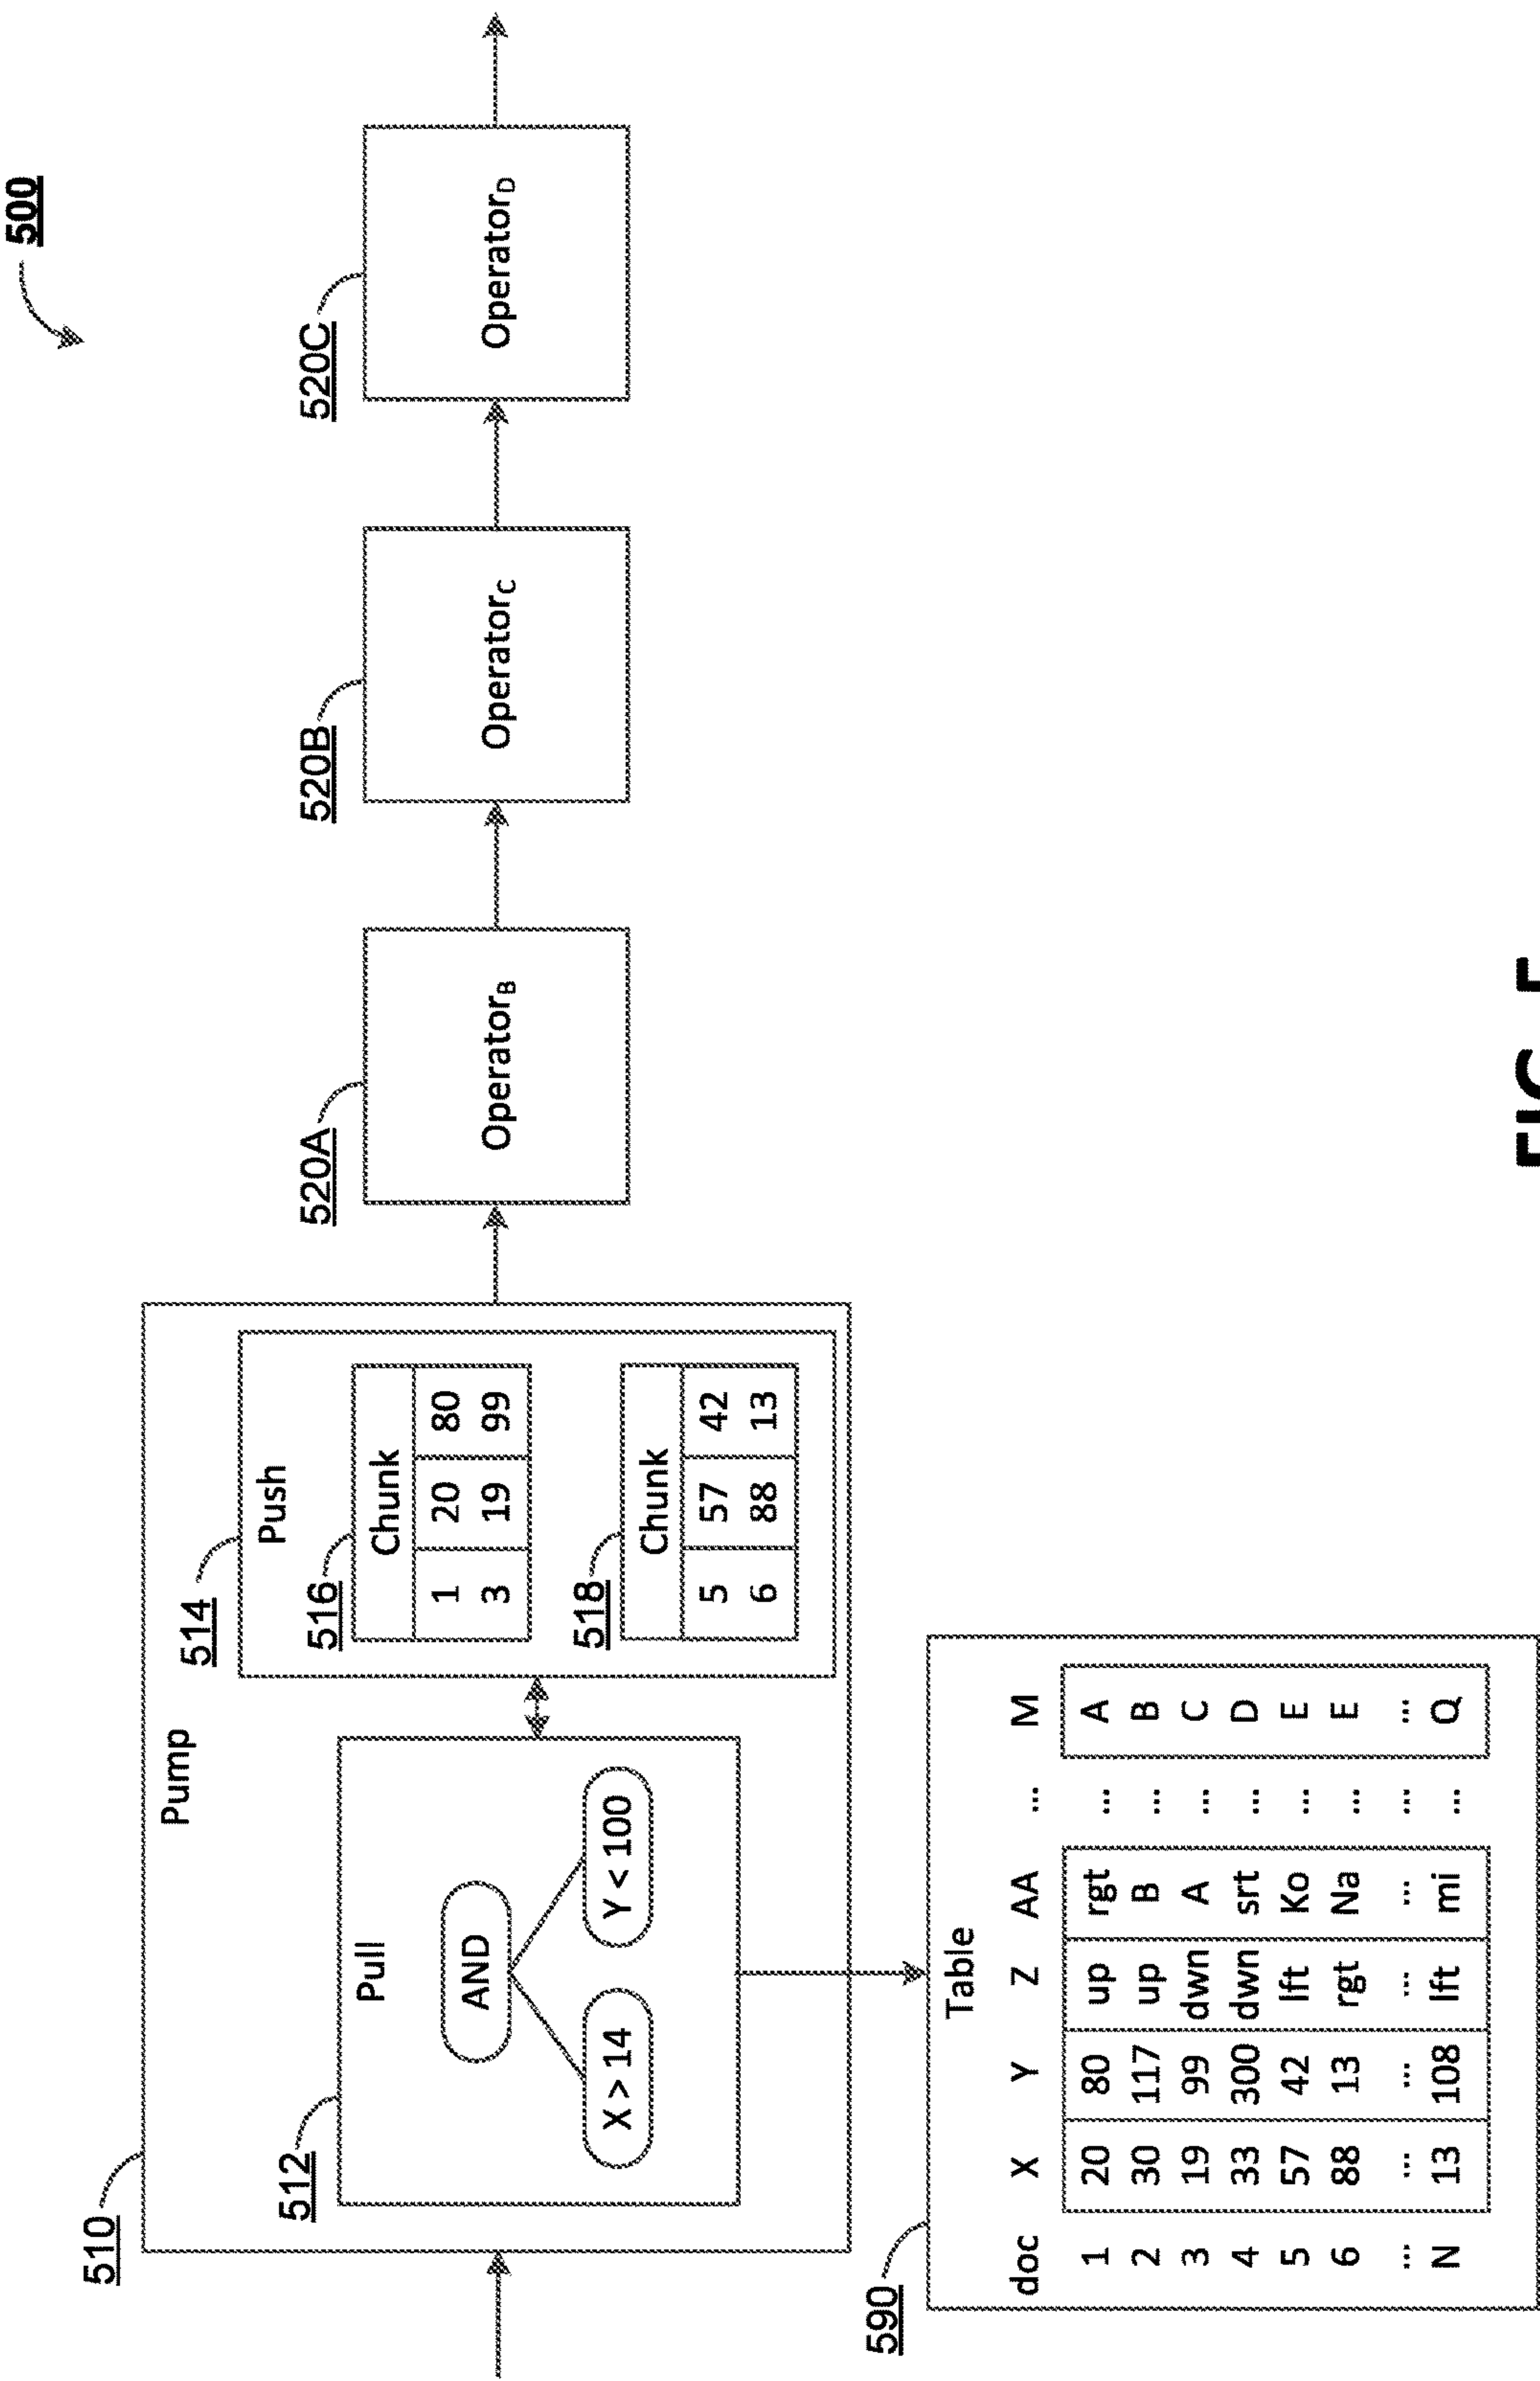 500
510
Pump
512
Pull
AND
X > 14
Y < 100
514
Push
516
Chunk
1 20 80
3 19 99
518
Chunk
5 57 42
6 88 13
520A
Operator_B
520B
Operator_C
520C
Operator_D
590
Table
doc X Y Z AA ... M
1 20 80 up rgt ... A
2 30 117 up B ... B
3 19 99 dwn A ... C
4 33 300 dwn srt ... D
5 57 42 lft Ko ... E
6 88 13 rgt Na ... E
... ... ... ... ... ... ...
N 13 108 lft mi ... Q
FIG.